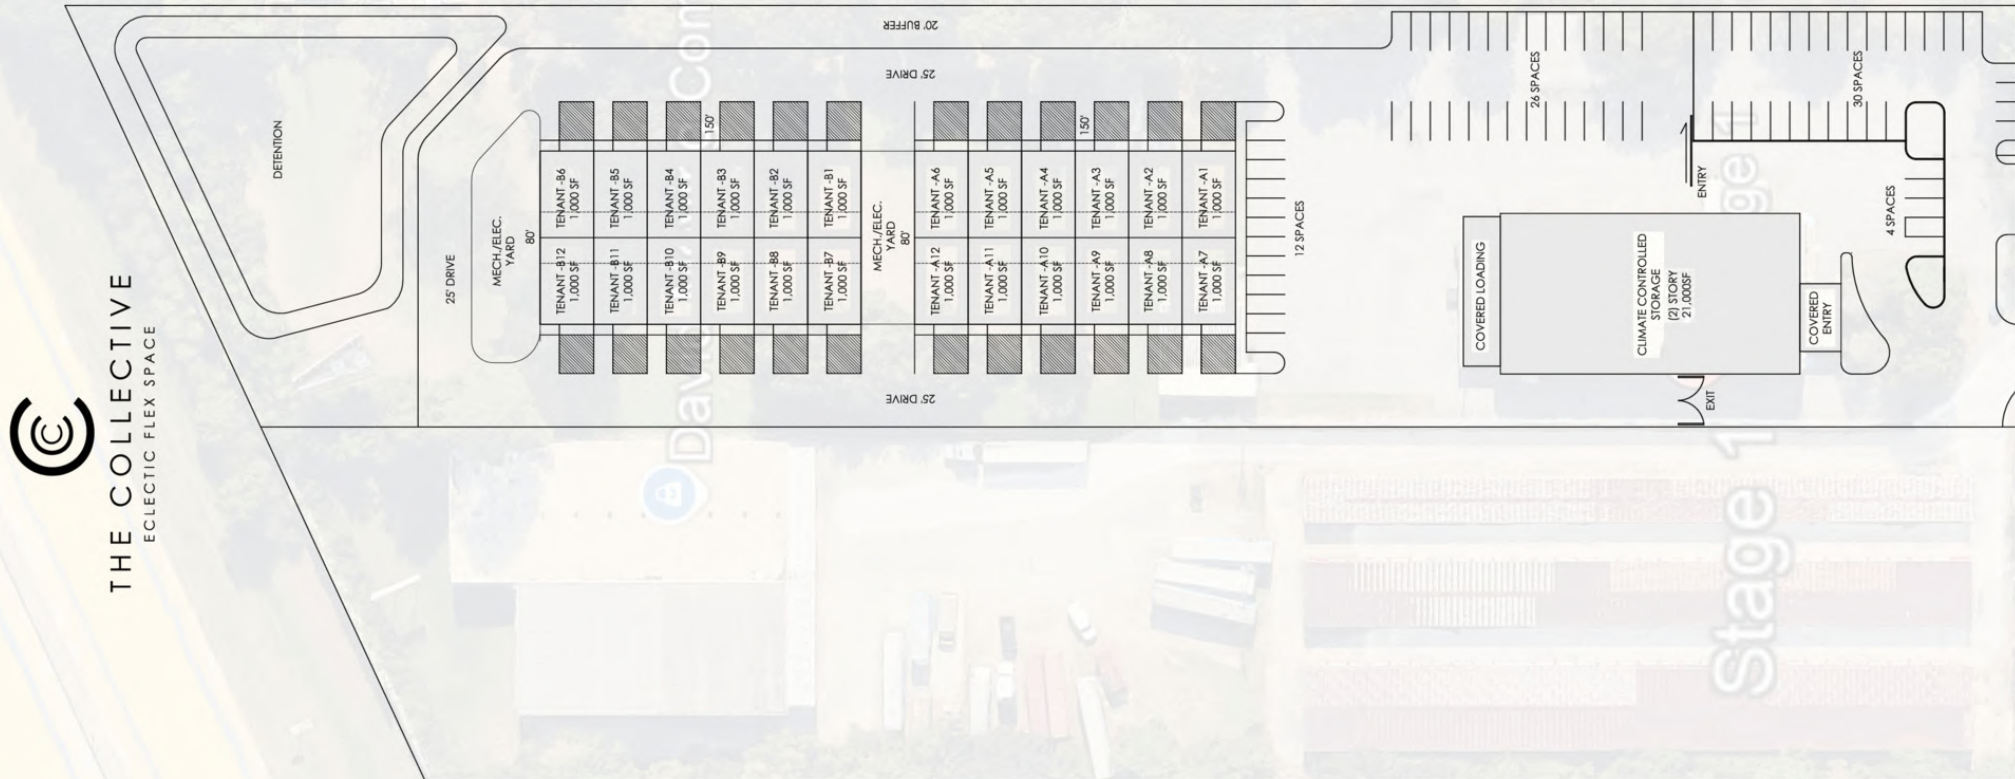 THE COLLECTIVE
ECLECTIC FLEX SPACE
DETENTION
20' BUFFER
25' DRIVE
25' DRIVE
25' DRIVE
MECH./ELEC.
YARD
80'
150'
TENANT -B6
1,000 SF
TENANT -B5
1,000 SF
TENANT -B4
1,000 SF
TENANT -B3
1,000 SF
TENANT -B2
1,000 SF
TENANT -B1
1,000 SF
TENANT -B12
1,000 SF
TENANT -B11
1,000 SF
TENANT -B10
1,000 SF
TENANT -B9
1,000 SF
TENANT -B8
1,000 SF
TENANT -B7
1,000 SF
MECH./ELEC.
YARD
80'
150'
TENANT -A6
1,000 SF
TENANT -A5
1,000 SF
TENANT -A4
1,000 SF
TENANT -A3
1,000 SF
TENANT -A2
1,000 SF
TENANT -A1
1,000 SF
TENANT -A12
1,000 SF
TENANT -A11
1,000 SF
TENANT -A10
1,000 SF
TENANT -A9
1,000 SF
TENANT -A8
1,000 SF
TENANT -A7
1,000 SF
12 SPACES
26 SPACES
30 SPACES
4 SPACES
ENTRY
COVERED LOADING
CLIMATE CONTROLLED
STORAGE
(2) STORY
21,000SF
COVERED
ENTRY
EXIT
Stage 1